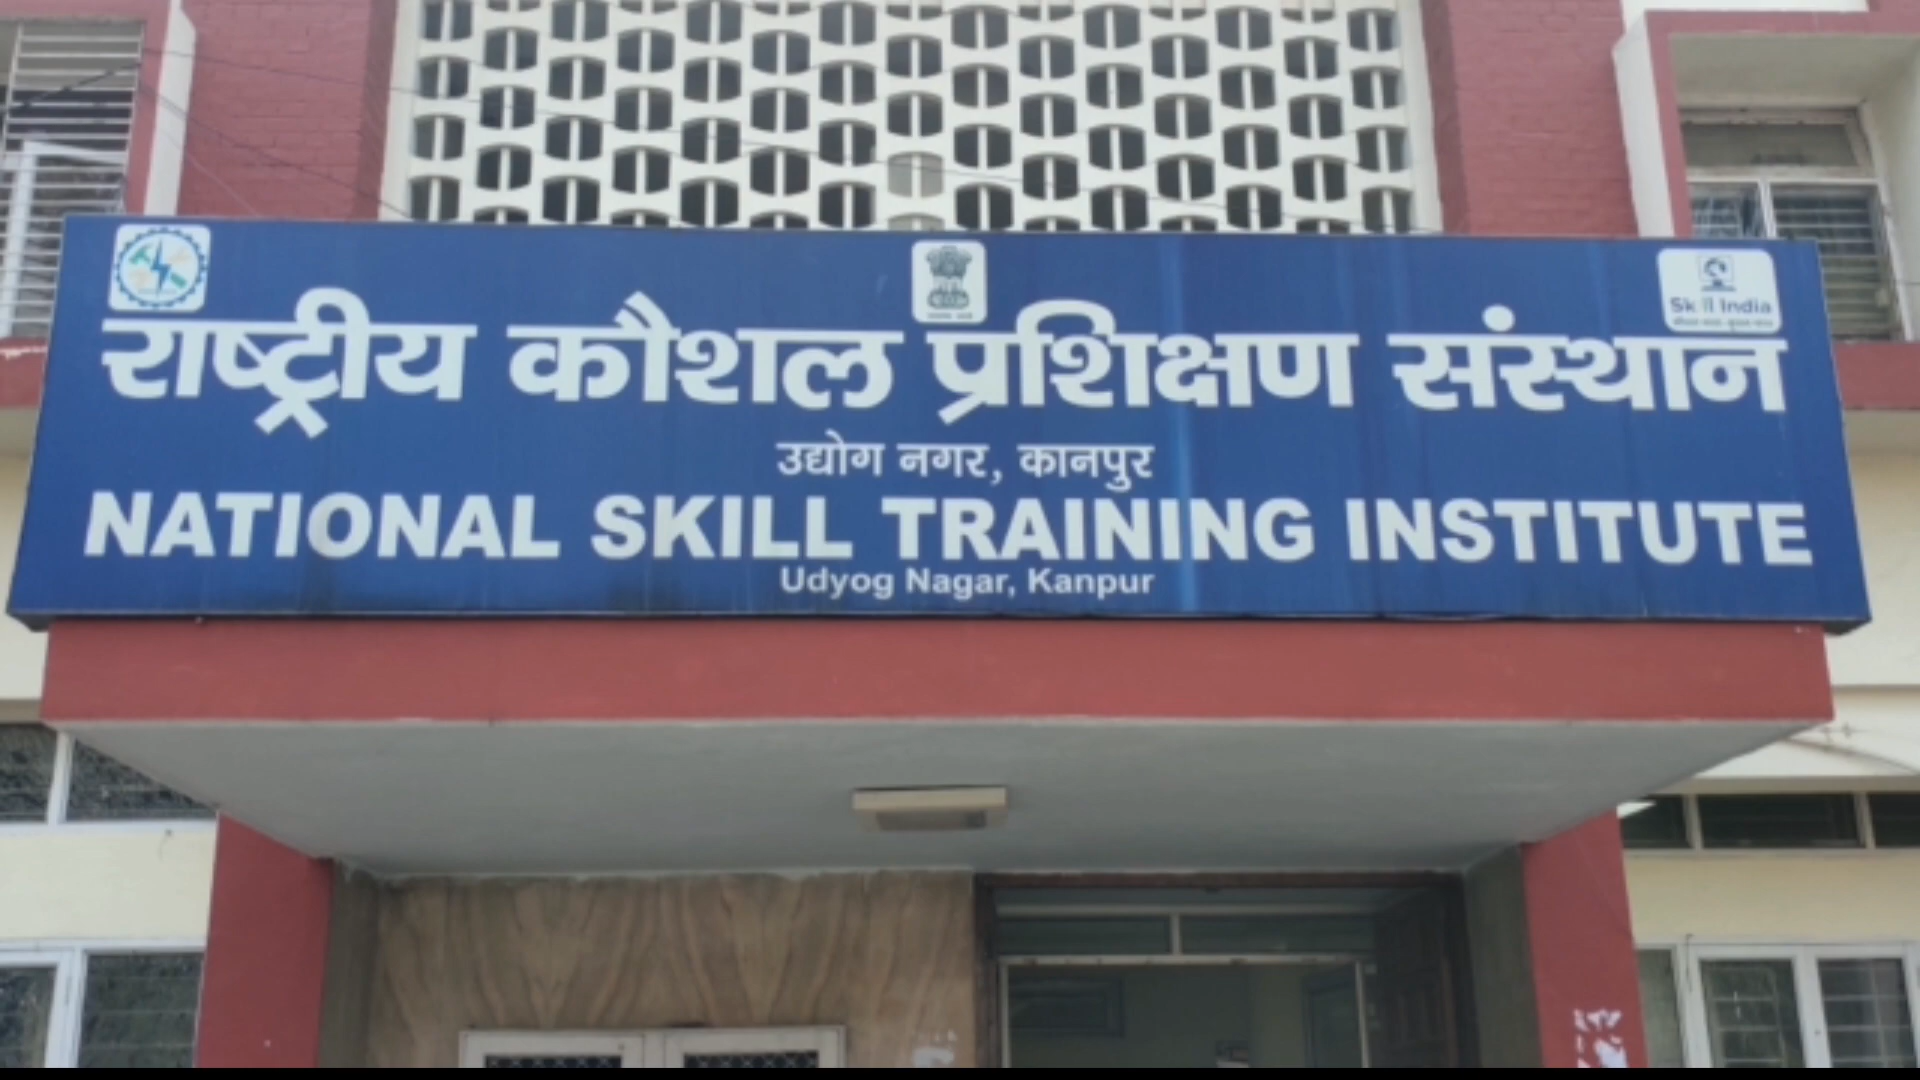 Skill India
राष्ट्रीय कौशल प्रशिक्षण संस्थान
उद्योग नगर, कानपुर
NATIONAL SKILL TRAINING INSTITUTE
Udyog Nagar, Kanpur